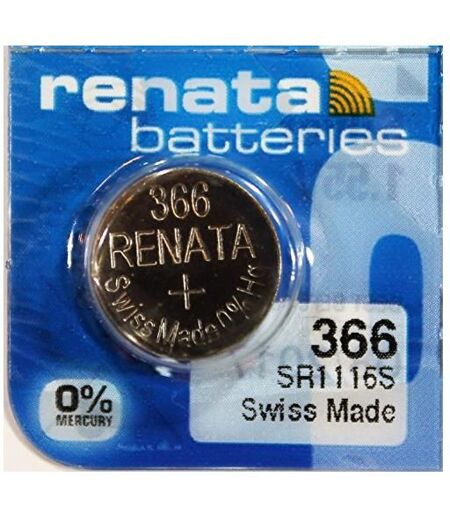 renata
batteries
366
RENATA
+
Swiss Made 0% Hg
366
SR1116S
Swiss Made
0%
MERCURY